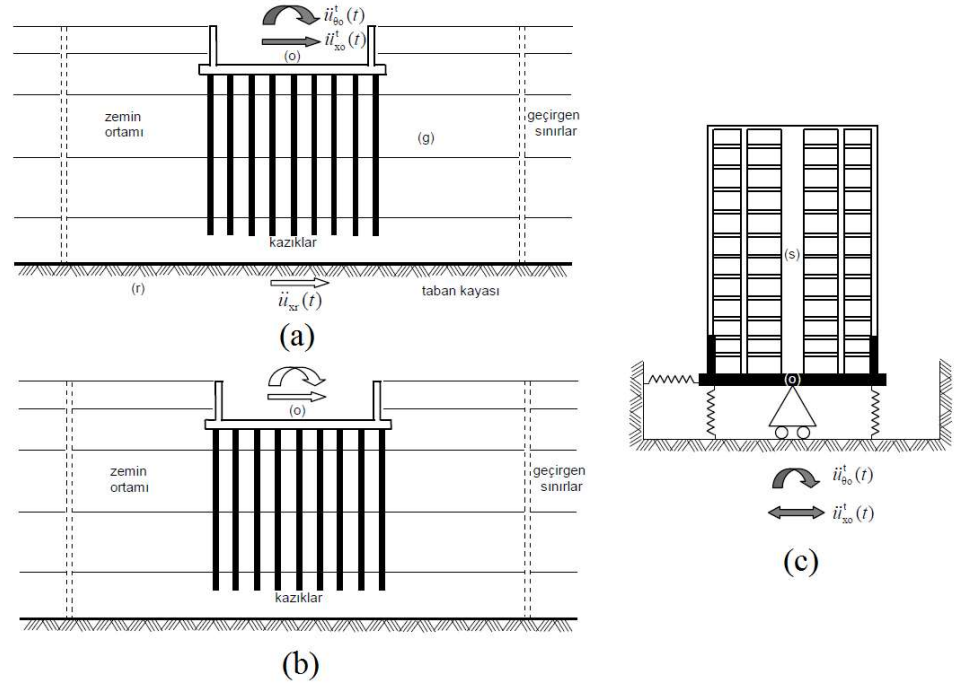 ü^t_θo(t)
ü^t_xo(t)
(o)
zemin
ortamı
(g)
geçirgen
sınırlar
kazıklar
(r)
ü_xr(t)
taban kayası
(a)
(o)
zemin
ortamı
geçirgen
sınırlar
kazıklar
(b)
(s)
(o)
ü^t_θo(t)
ü^t_xo(t)
(c)